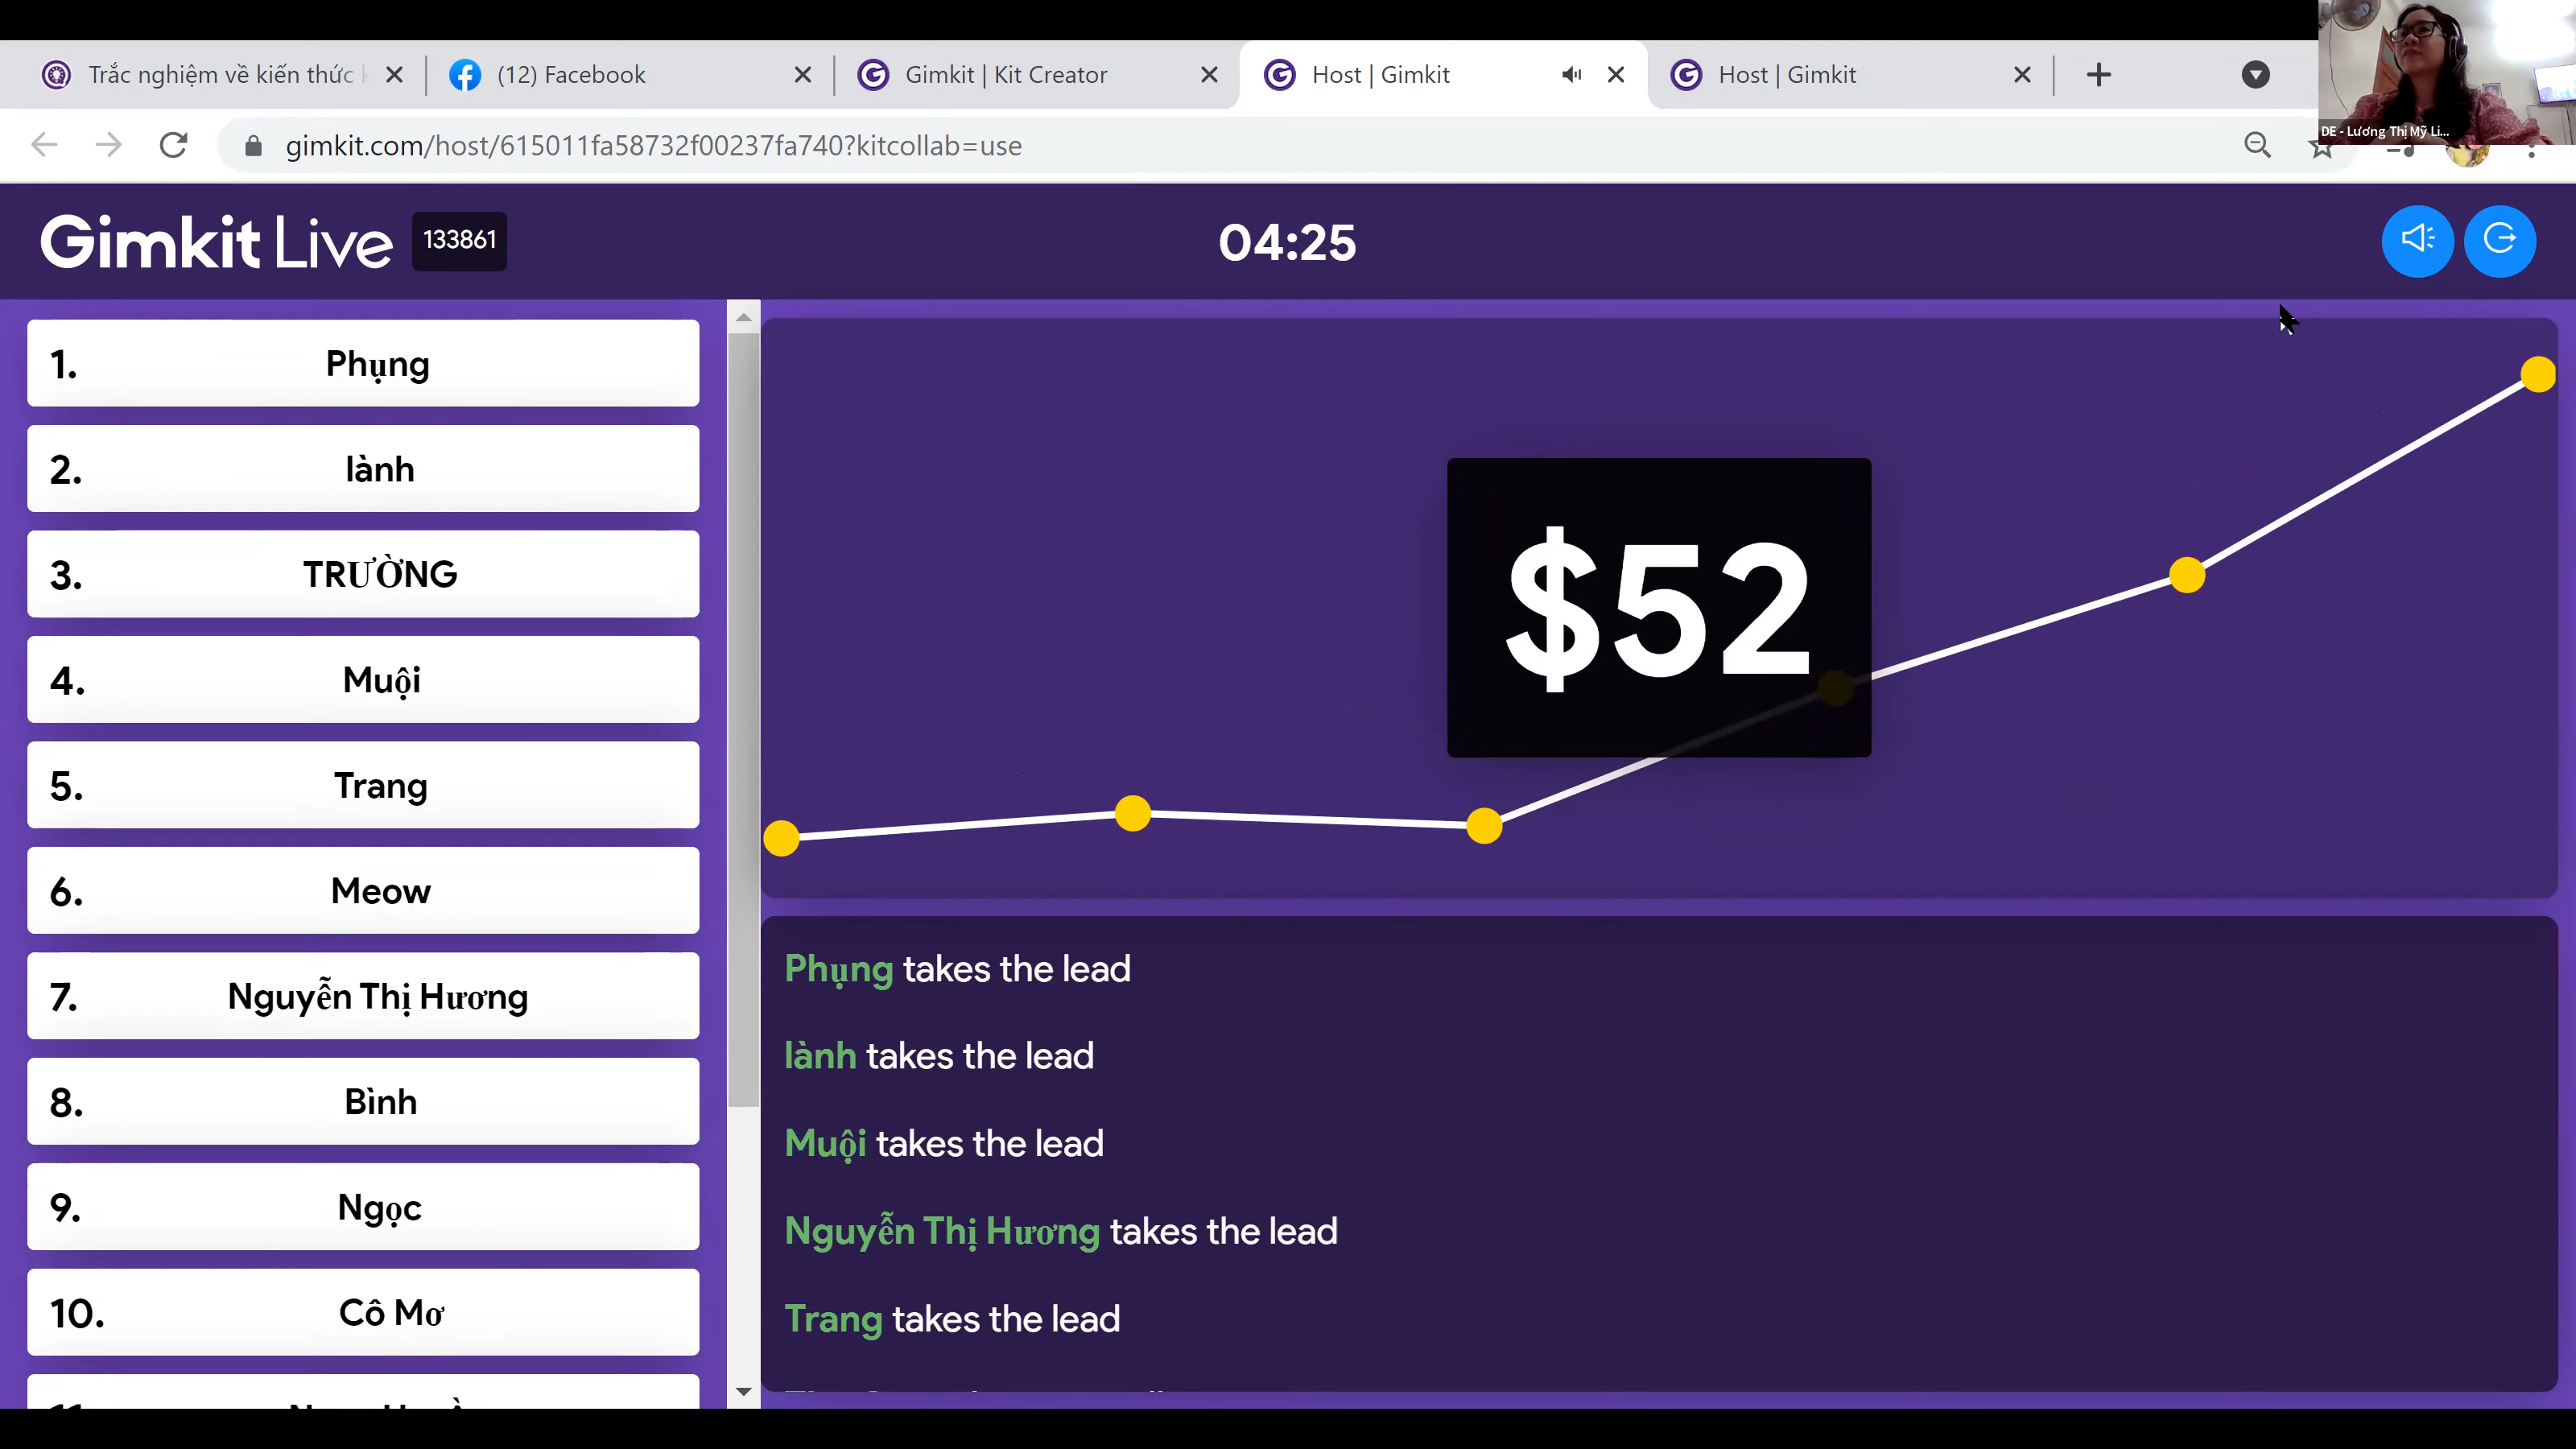 Trắc nghiệm về kiến thức
(12) Facebook
Gimkit | Kit Creator
Host | Gimkit
Host | Gimkit
DE - Lương Thị Mỹ Li...
gimkit.com/host/615011fa58732f00237fa740?kitcollab=use
Gimkit Live
133861
04:25
1. Phụng
2. lành
3. TRƯỜNG
4. Muội
5. Trang
6. Meow
7. Nguyễn Thị Hương
8. Bình
9. Ngọc
10. Cô Mơ
$52
Phụng takes the lead
lành takes the lead
Muội takes the lead
Nguyễn Thị Hương takes the lead
Trang takes the lead